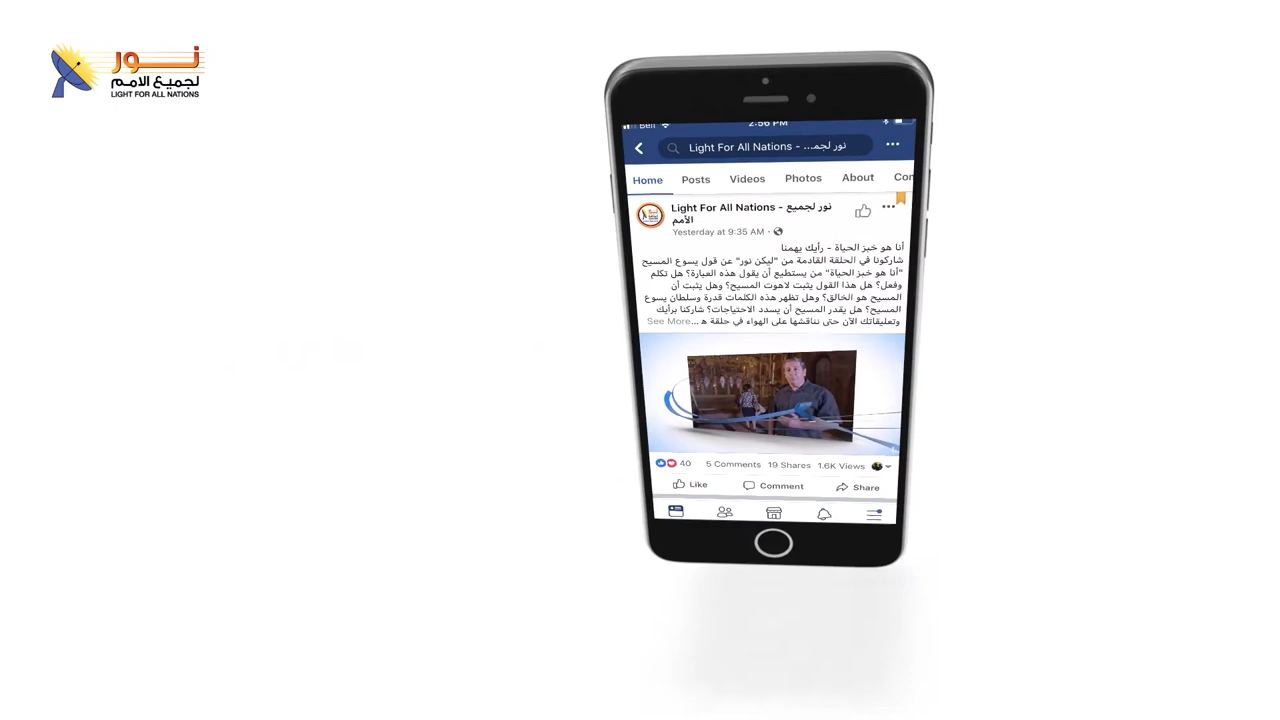 نور
لجميع الامم
LIGHT FOR ALL NATIONS
Bell 2:56 PM
Light For All Nations - نور لجمـ...
Home Posts Videos Photos About Con
Light For All Nations - نور لجميع
الأمم
Yesterday at 9:35 AM
أنا هو خبز الحياة - رأيك يهمنا
شاركونا في الحلقة القادمة من "ليكن نور" عن قول يسوع المسيح
"أنا هو خبز الحياة" من يستطيع أن يقول هذه العبارة؟ هل تكلم
وفعل؟ هل هذا القول يثبت لاهوت المسيح؟ وهل يثبت أن
المسيح هو الخالق؟ وهل تظهر هذه الكلمات قدرة وسلطان يسوع
المسيح؟ هل يقدر المسيح أن يسدد الاحتياجات؟ شاركنا برأيك
وتعليقاتك الآن حتى نناقشها على الهواء في حلقة هـ... See More
40 5 Comments 19 Shares 1.6K Views
Like Comment Share